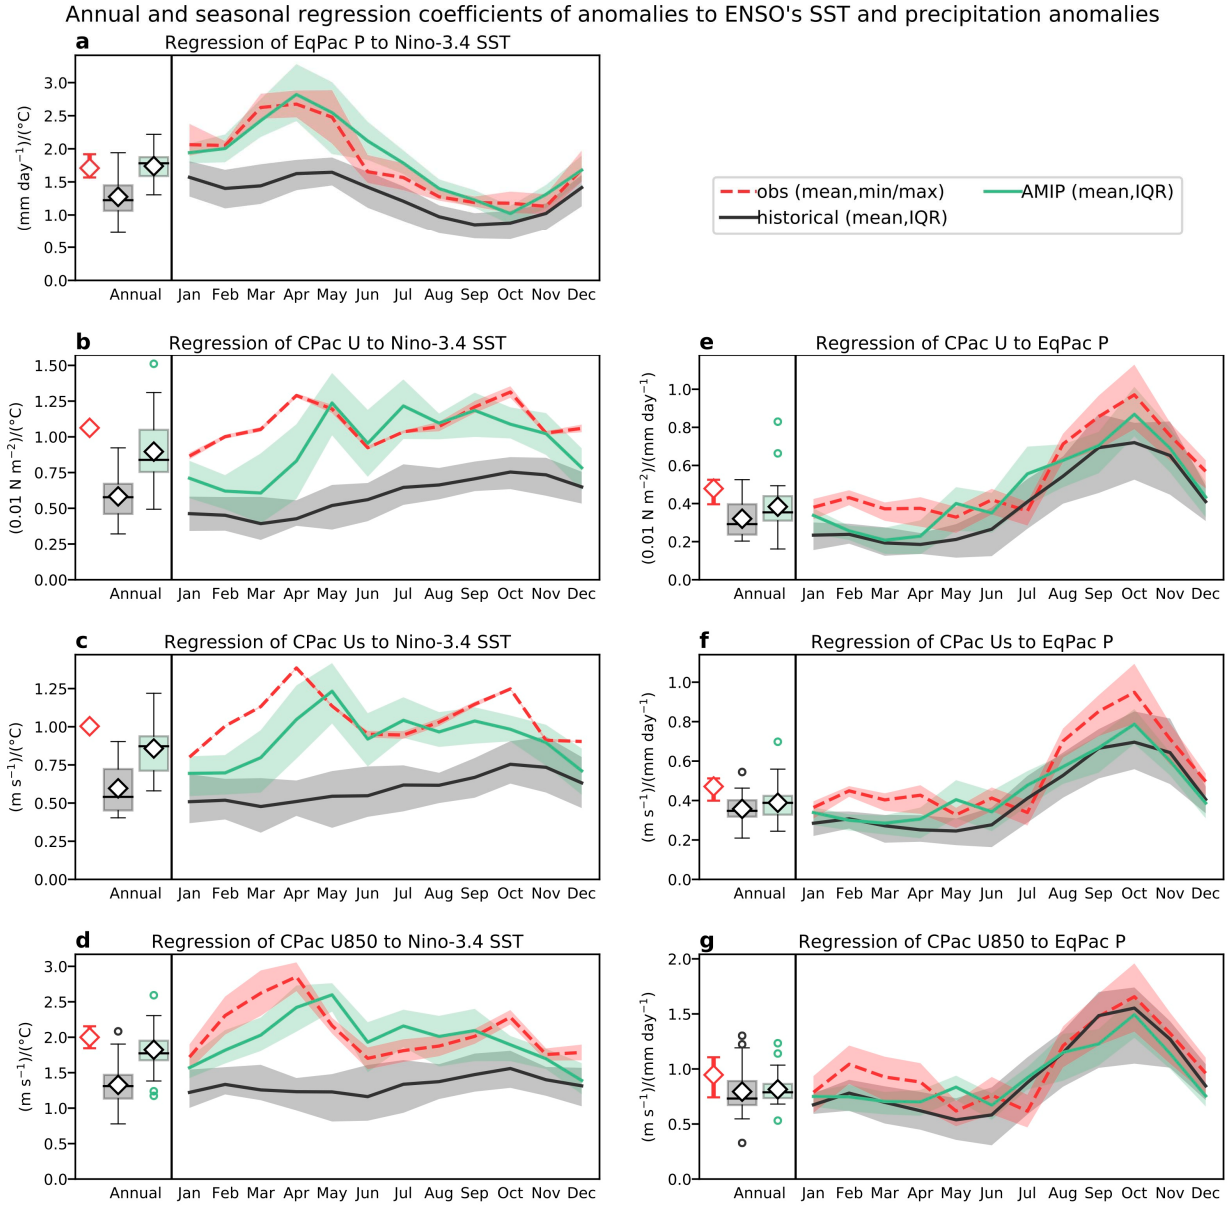 Annual and seasonal regression coefficients of anomalies to ENSO's SST and precipitation anomalies
a Regression of EqPac P to Nino-3.4 SST
(mm day⁻¹)/(°C)
3.0
2.5
2.0
1.5
1.0
0.5
0.0
Annual Jan Feb Mar Apr May Jun Jul Aug Sep Oct Nov Dec
obs (mean,min/max) AMIP (mean,IQR)
historical (mean,IQR)
b Regression of CPac U to Nino-3.4 SST
(0.01 N m⁻²)/(°C)
1.50
1.25
1.00
0.75
0.50
0.25
0.00
Annual Jan Feb Mar Apr May Jun Jul Aug Sep Oct Nov Dec
e Regression of CPac U to EqPac P
(0.01 N m⁻²)/(mm day⁻¹)
1.0
0.8
0.6
0.4
0.2
0.0
Annual Jan Feb Mar Apr May Jun Jul Aug Sep Oct Nov Dec
c Regression of CPac Us to Nino-3.4 SST
(m s⁻¹)/(°C)
1.25
1.00
0.75
0.50
0.25
0.00
Annual Jan Feb Mar Apr May Jun Jul Aug Sep Oct Nov Dec
f Regression of CPac Us to EqPac P
(m s⁻¹)/(mm day⁻¹)
1.0
0.8
0.6
0.4
0.2
0.0
Annual Jan Feb Mar Apr May Jun Jul Aug Sep Oct Nov Dec
d Regression of CPac U850 to Nino-3.4 SST
(m s⁻¹)/(°C)
3.0
2.5
2.0
1.5
1.0
0.5
0.0
Annual Jan Feb Mar Apr May Jun Jul Aug Sep Oct Nov Dec
g Regression of CPac U850 to EqPac P
(m s⁻¹)/(mm day⁻¹)
2.0
1.5
1.0
0.5
0.0
Annual Jan Feb Mar Apr May Jun Jul Aug Sep Oct Nov Dec